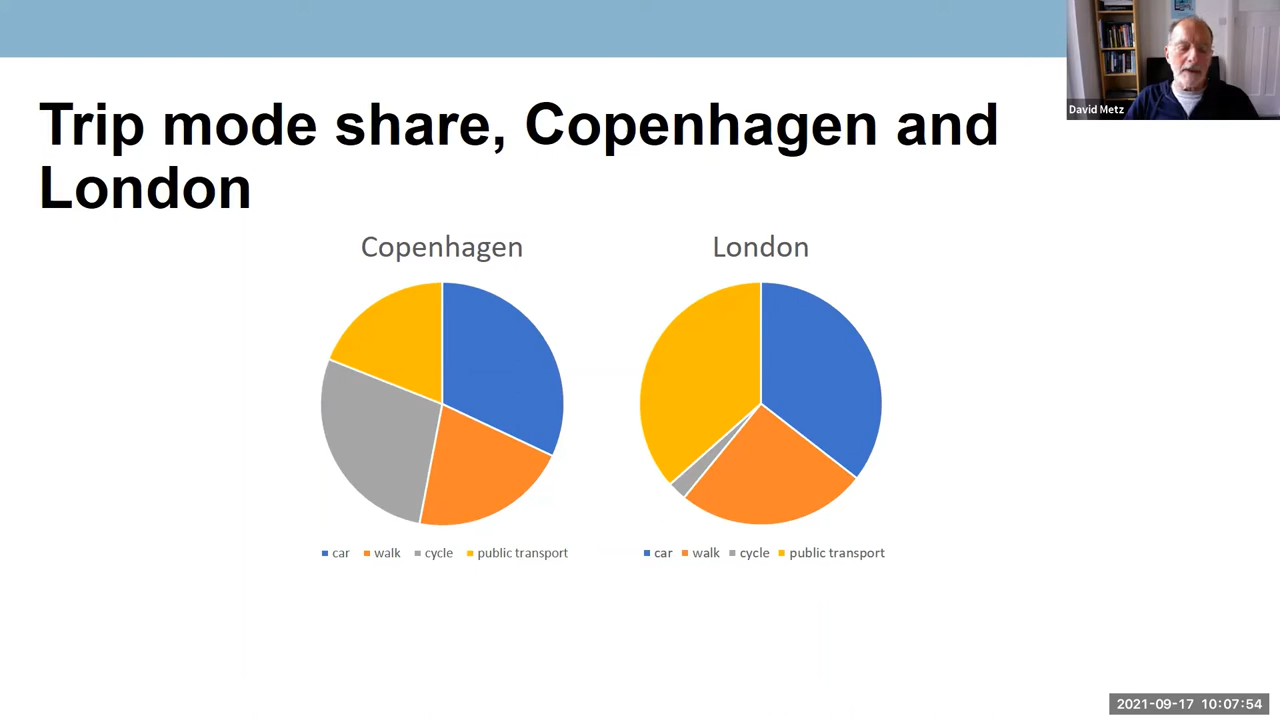 David Metz
Trip mode share, Copenhagen and
London
Copenhagen
London
car walk cycle public transport
car walk cycle public transport
2021-09-17 10:07:54